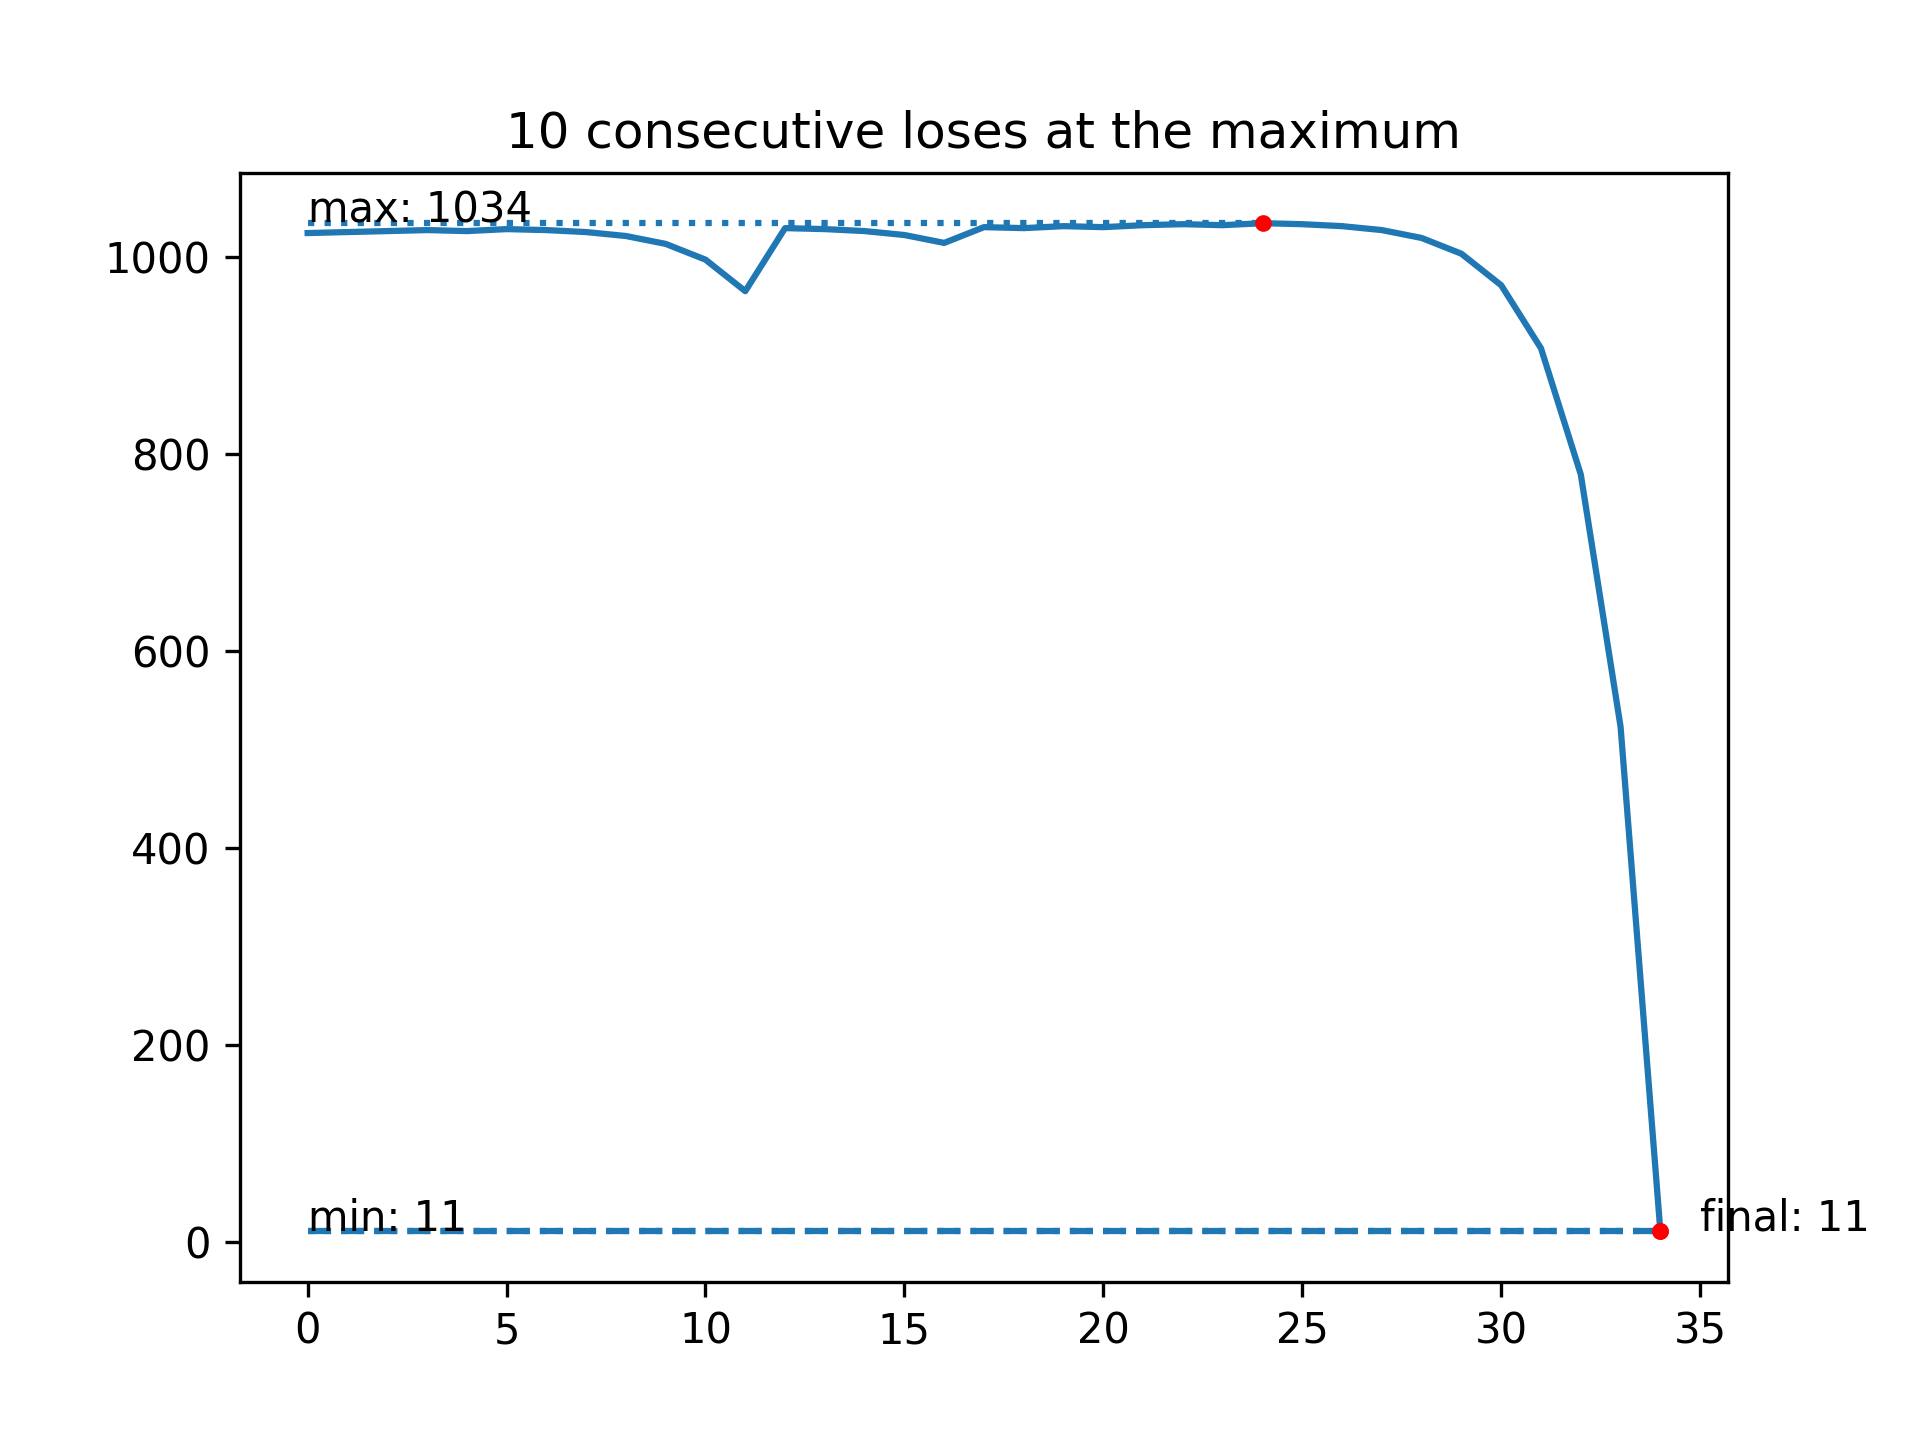 10 consecutive loses at the maximum
max: 1034
1000
800
600
400
200
min: 11
final: 11
0
0 5 10 15 20 25 30 35